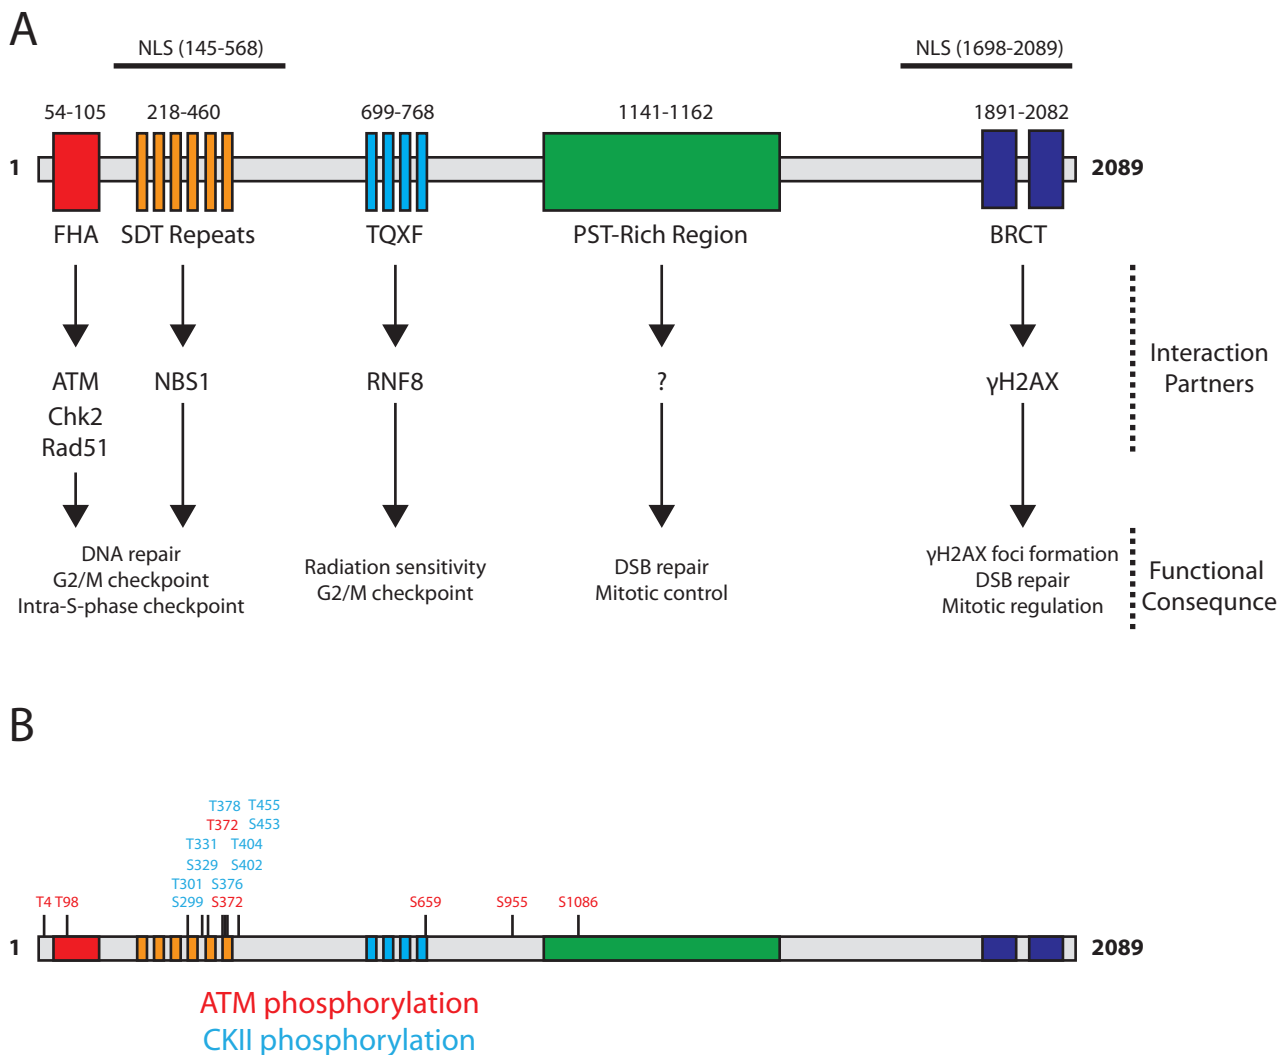 A
NLS (145-568)
NLS (1698-2089)
54-105
218-460
699-768
1141-1162
1891-2082
1
2089
FHA
SDT Repeats
TQXF
PST-Rich Region
BRCT
ATM
Chk2
Rad51
NBS1
RNF8
?
γH2AX
Interaction
Partners
DNA repair
G2/M checkpoint
Intra-S-phase checkpoint
Radiation sensitivity
G2/M checkpoint
DSB repair
Mitotic control
γH2AX foci formation
DSB repair
Mitotic regulation
Functional
Consequnce
B
T378 T455
T372 S453
T331 T404
S329 S402
T301 S376
T4 T98 S299 S372 S659 S955 S1086
1
2089
ATM phosphorylation
CKII phosphorylation